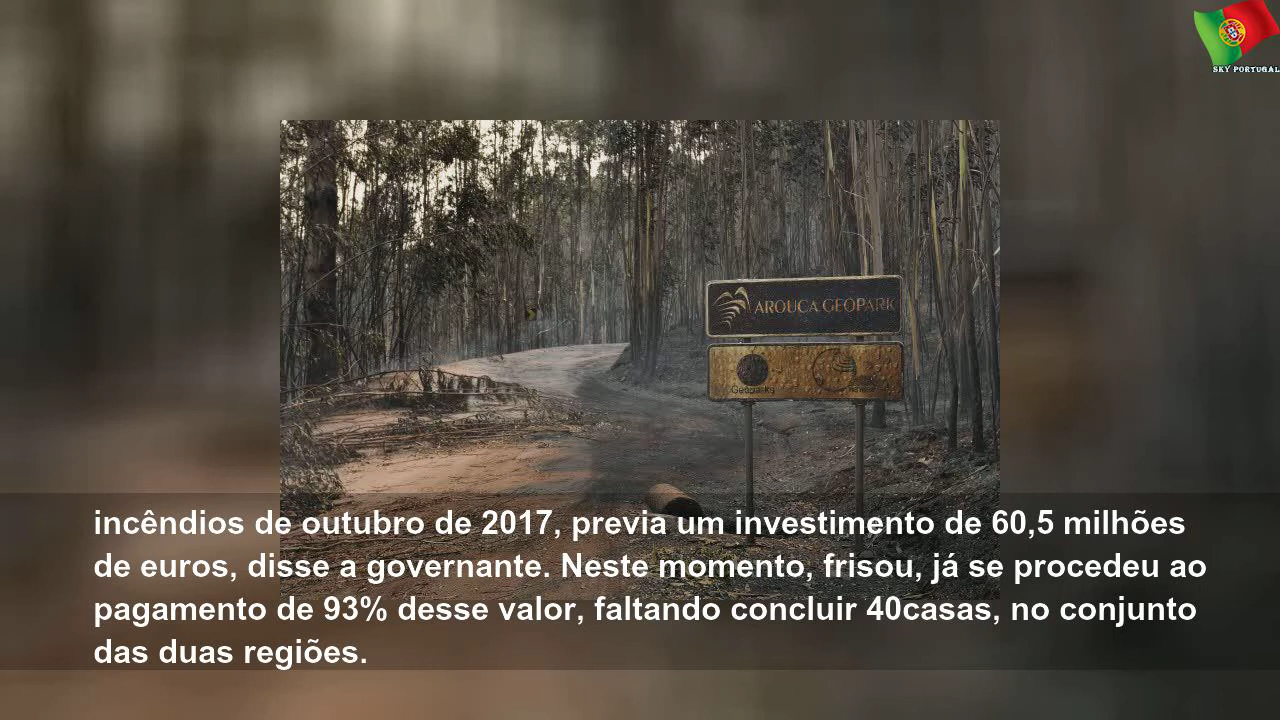 SKY PORTUGAL
AROUCA GEOPARK
Geoparks
incêndios de outubro de 2017, previa um investimento de 60,5 milhões
de euros, disse a governante. Neste momento, frisou, já se procedeu ao
pagamento de 93% desse valor, faltando concluir 40casas, no conjunto
das duas regiões.